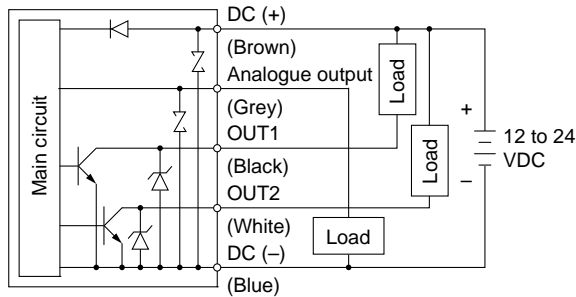 DC (+)
(Brown)
Analogue output
(Grey)
OUT1
(Black)
OUT2
(White)
DC (–)
(Blue)
Main circuit
Load
Load
Load
+
–
12 to 24
VDC